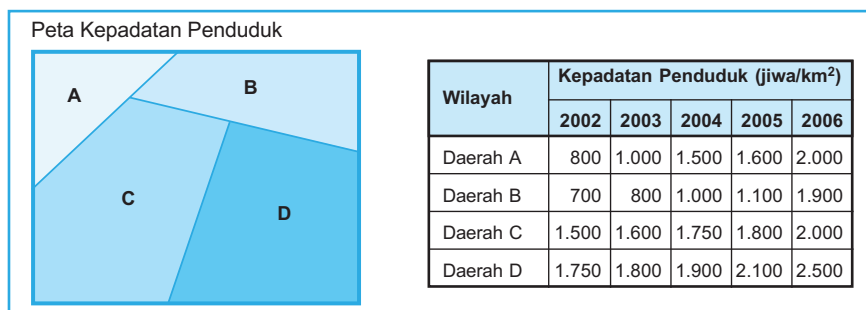 Peta Kepadatan Penduduk
A
B
C
D
Wilayah Kepadatan Penduduk (jiwa/km²)
2002 2003 2004 2005 2006
Daerah A 800 1.000 1.500 1.600 2.000
Daerah B 700 800 1.000 1.100 1.900
Daerah C 1.500 1.600 1.750 1.800 2.000
Daerah D 1.750 1.800 1.900 2.100 2.500